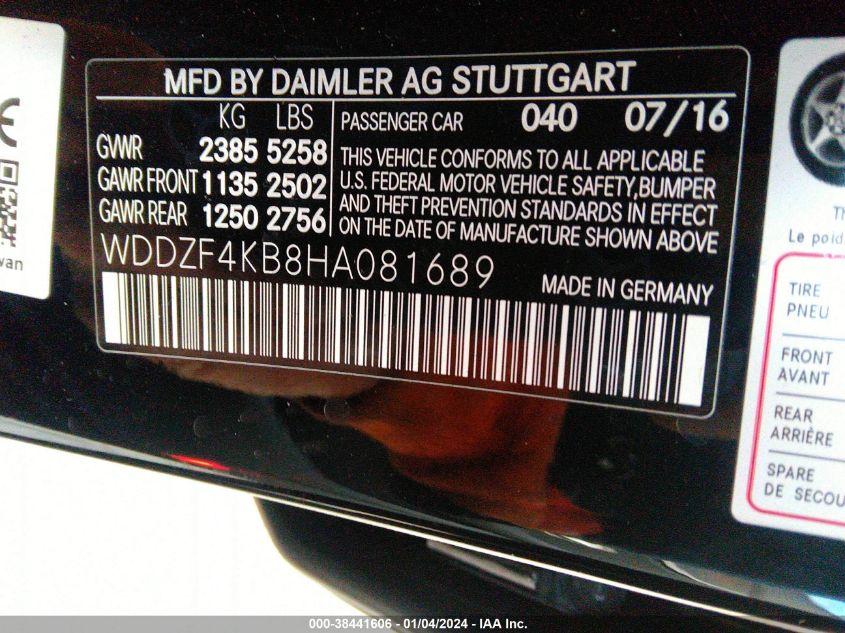 MFD BY DAIMLER AG STUTTGART
KG LBS
GVWR 2385 5258
GAWR FRONT 1135 2502
GAWR REAR 1250 2756
PASSENGER CAR 040 07/16
THIS VEHICLE CONFORMS TO ALL APPLICABLE
U.S. FEDERAL MOTOR VEHICLE SAFETY,BUMPER
AND THEFT PREVENTION STANDARDS IN EFFECT
ON THE DATE OF MANUFACTURE SHOWN ABOVE
WDDZF4KB8HA081689
MADE IN GERMANY
Le poid
TIRE
PNEU
FRONT
AVANT
REAR
ARRIÈRE
SPARE
DE SECOU
000-38441606 - 01/04/2024 - IAA Inc.